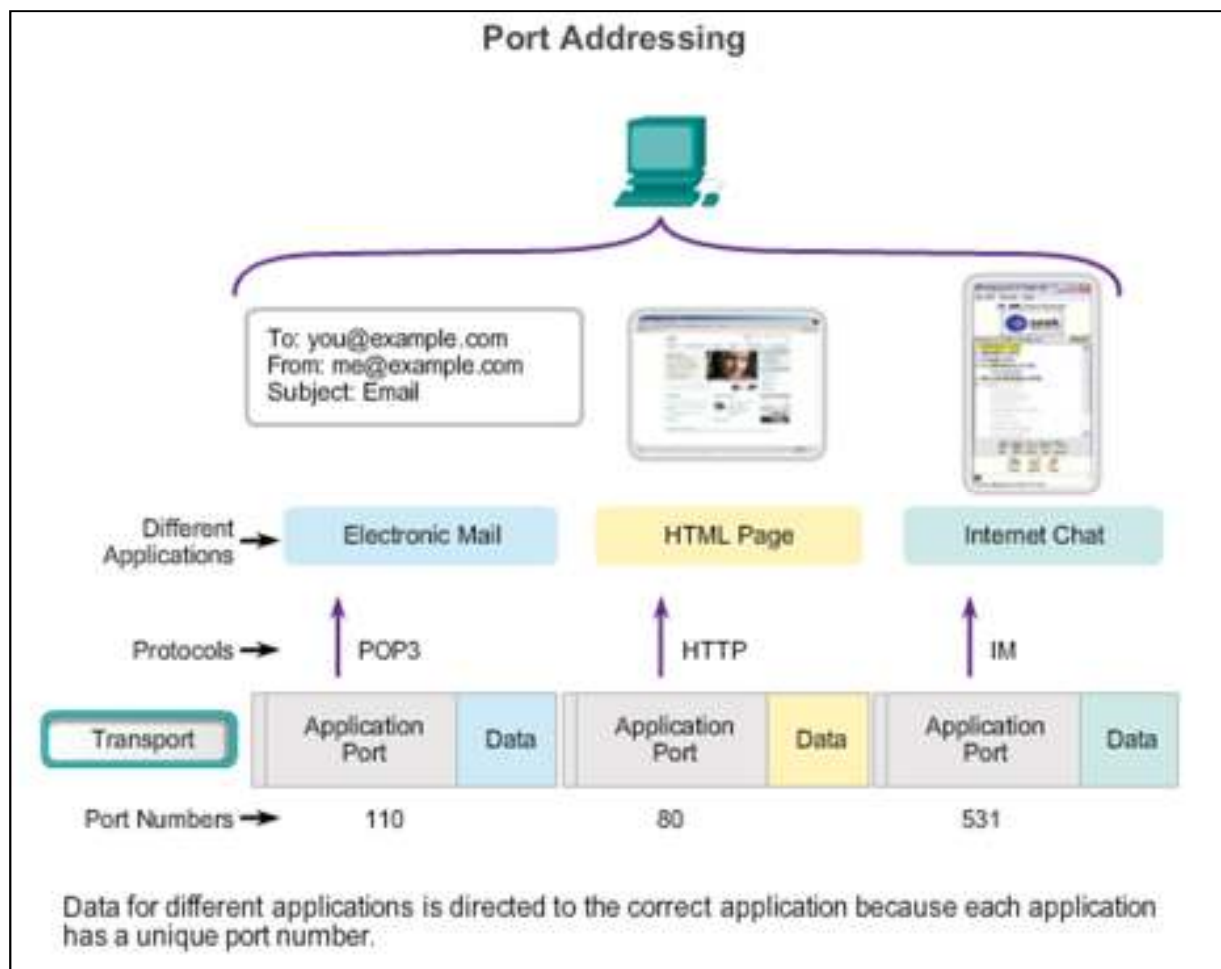 Port Addressing
To: you@example.com
From: me@example.com
Subject: Email
Different
Applications
Electronic Mail
HTML Page
Internet Chat
Protocols
POP3
HTTP
IM
Transport
Application
Port
Data
Application
Port
Data
Application
Port
Data
Port Numbers
110
80
531
Data for different applications is directed to the correct application because each application
has a unique port number.